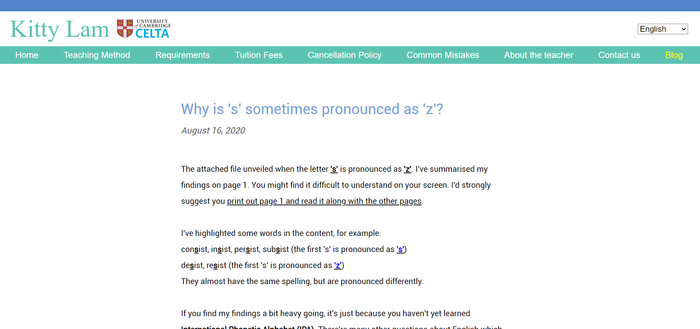 Kitty Lam
UNIVERSITY
of CAMBRIDGE
CELTA
English
Home Teaching Method Requirements Tuition Fees Cancellation Policy Common Mistakes About the teacher Contact us Blog
Why is 's' sometimes pronounced as 'z'?
August 16, 2020
The attached file unveiled when the letter 's' is pronounced as 'z'. I've summarised my
findings on page 1. You might find it difficult to understand on your screen. I'd strongly
suggest you print out page 1 and read it along with the other pages.
I've highlighted some words in the content, for example:
consist, insist, persist, subsist (the first 's' is pronounced as 's')
desist, resist (the first 's' is pronounced as 'z')
They almost have the same spelling, but are pronounced differently.
If you find my findings a bit heavy going, it's just because you haven't yet learned
International Phonetic Alphabet (IPA). There're many other questions about English which